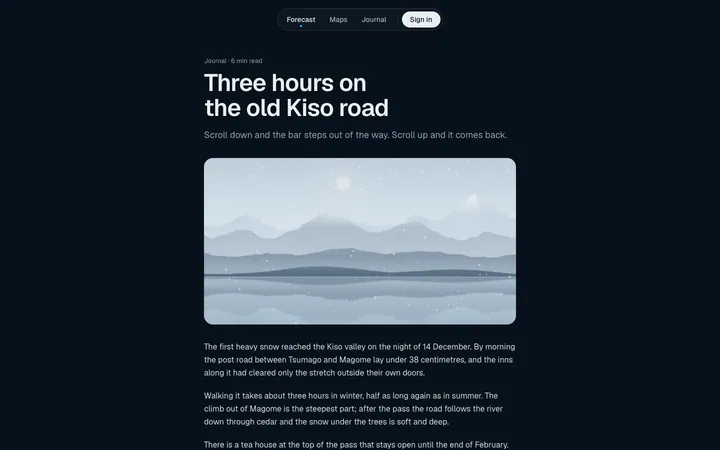 Forecast Maps Journal Sign in
Journal · 6 min read
Three hours on
the old Kiso road
Scroll down and the bar steps out of the way. Scroll up and it comes back.
The first heavy snow reached the Kiso valley on the night of 14 December. By morning
the post road between Tsumago and Magome lay under 38 centimetres, and the inns
along it had cleared only the stretch outside their own doors.
Walking it takes about three hours in winter, half as long again as in summer. The
climb out of Magome is the steepest part; after the pass the road follows the river
down through cedar and the snow under the trees is soft and deep.
There is a tea house at the top of the pass that stays open until the end of February.